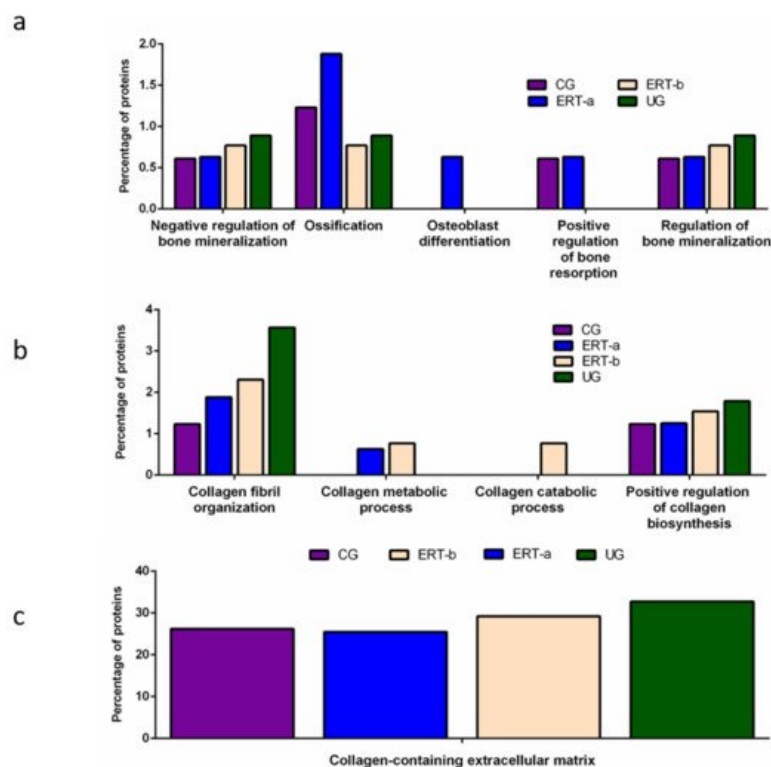 a
Percentage of proteins
2.0
1.5
1.0
0.5
0.0
CG ERT-b
ERT-a UG
Negative regulation of
bone mineralization
Ossification
Osteoblast
differentiation
Positive
regulation
of bone
resorption
Regulation of
bone mineralization
b
Percentage of proteins
4
3
2
1
0
CG
ERT-a
ERT-b
UG
Collagen fibril
organization
Collagen metabolic
process
Collagen catabolic
process
Positive regulation
of collagen
biosynthesis
c
CG ERT-b ERT-a UG
Percentage of proteins
40
30
20
10
0
Collagen-containing extracellular matrix